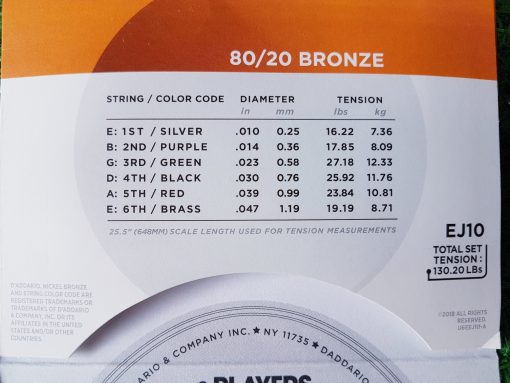 80/20 BRONZE
STRING / COLOR CODE DIAMETER TENSION
in mm lbs kg
E: 1ST / SILVER .010 0.25 16.22 7.36
B: 2ND / PURPLE .014 0.36 17.85 8.09
G: 3RD / GREEN .023 0.58 27.18 12.33
D: 4TH / BLACK .030 0.76 25.92 11.76
A: 5TH / RED .039 0.99 23.84 10.81
E: 6TH / BRASS .047 1.19 19.19 8.71
25.5" (648MM) SCALE LENGTH USED FOR TENSION MEASUREMENTS
EJ10
TOTAL SET
TENSION :
130.20 LBs
D'ADDARIO, NICKEL BRONZE
AND STRING COLOR CODE ARE
REGISTERED TRADEMARK OR
TRADEMARKS OF D'ADDARIO
& COMPANY, INC. OR ITS
AFFILIATES IN THE UNITED
STATES AND/OR OTHER
COUNTRIES.
©2018 ALL RIGHTS
RESERVED.
DARIO & COMPANY INC. ★ NY 11735 ★ DADDARIO
PLAYERS